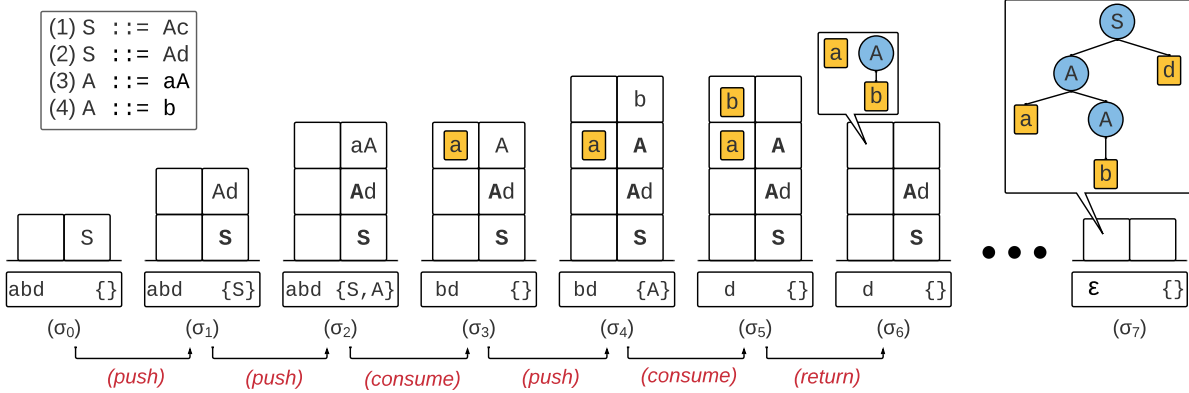 (1) S ::= Ac
(2) S ::= Ad
(3) A ::= aA
(4) A ::= b
S
abd {}
(σ0)
Ad
S
abd {S}
(σ1)
aA
Ad
S
abd {S,A}
(σ2)
a A
Ad
S
bd {}
(σ3)
b
a A
Ad
S
bd {A}
(σ4)
b
a A
Ad
S
d {}
(σ5)
a A
b
Ad
S
d {}
(σ6)
S
A d
a A
b
ε {}
(σ7)
(push)
(push)
(consume)
(push)
(consume)
(return)